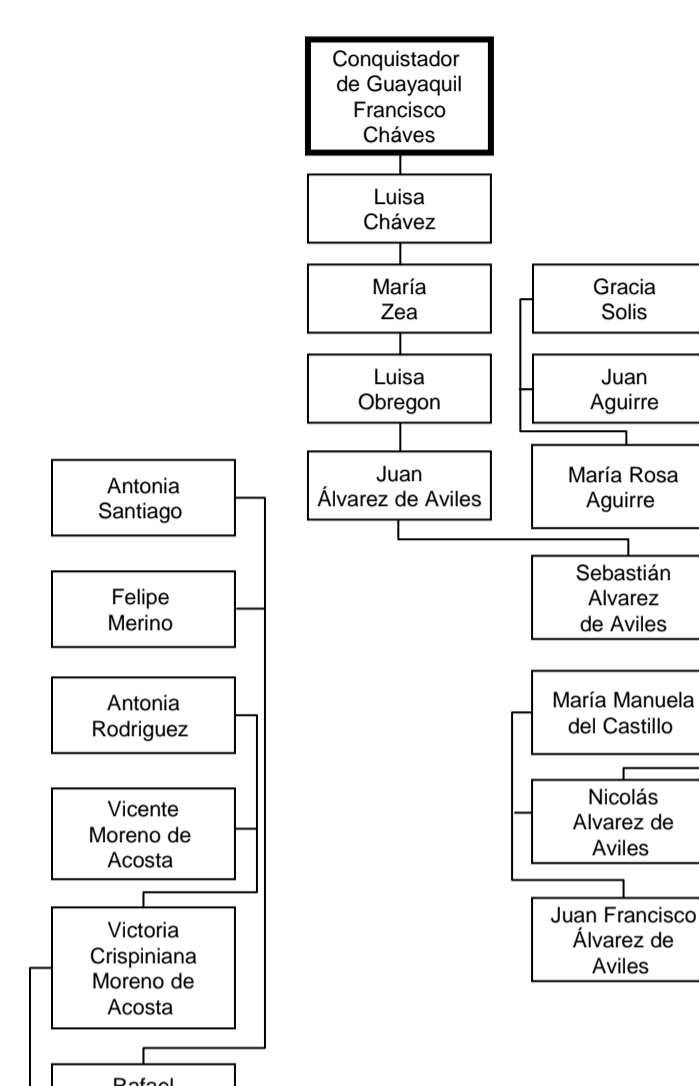 Conquistador
de Guayaquil
Francisco
Cháves
Luisa
Chávez
María
Zea
Luisa
Obregon
Juan
Álvarez de Aviles
Gracia
Solis
Juan
Aguirre
María Rosa
Aguirre
Sebastián
Alvarez
de Aviles
María Manuela
del Castillo
Nicolás
Alvarez de
Aviles
Juan Francisco
Álvarez de
Aviles
Antonia
Santiago
Felipe
Merino
Antonia
Rodriguez
Vicente
Moreno de
Acosta
Victoria
Crispiniana
Moreno de
Acosta
Rafael